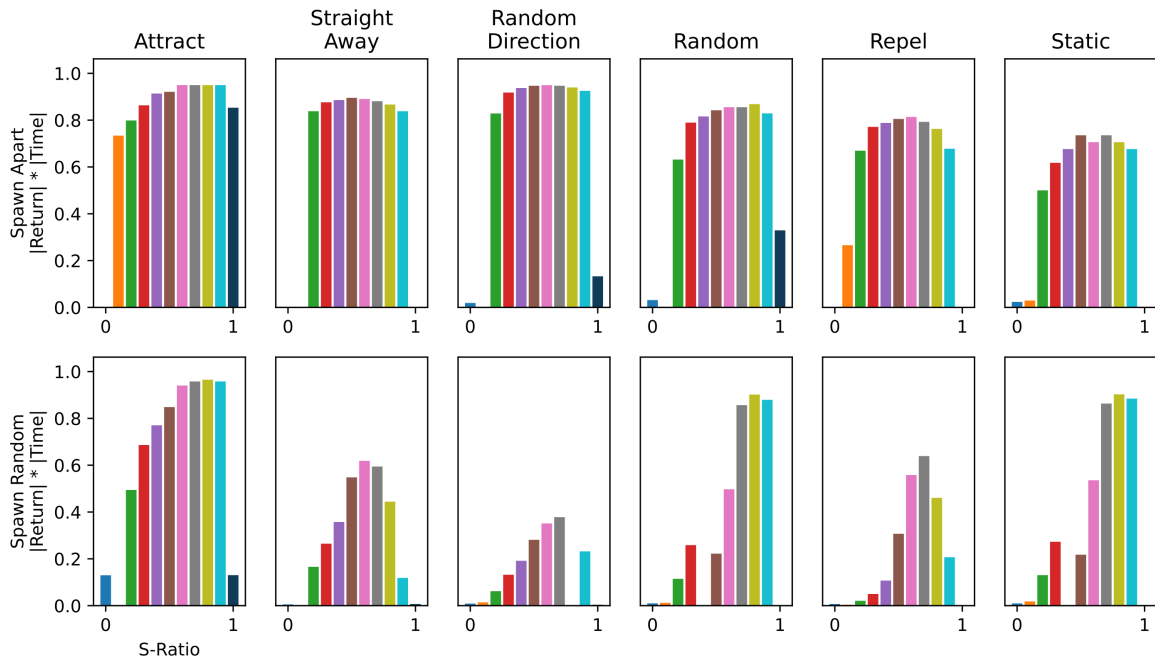 Attract
Straight
Away
Random
Direction
Random
Repel
Static
Spawn Apart
|Return| * |Time|
1.0
0.8
0.6
0.4
0.2
0.0
0 1
0 1
0 1
0 1
0 1
0 1
Spawn Random
|Return| * |Time|
1.0
0.8
0.6
0.4
0.2
0.0
0 1
0 1
0 1
0 1
0 1
0 1
S-Ratio